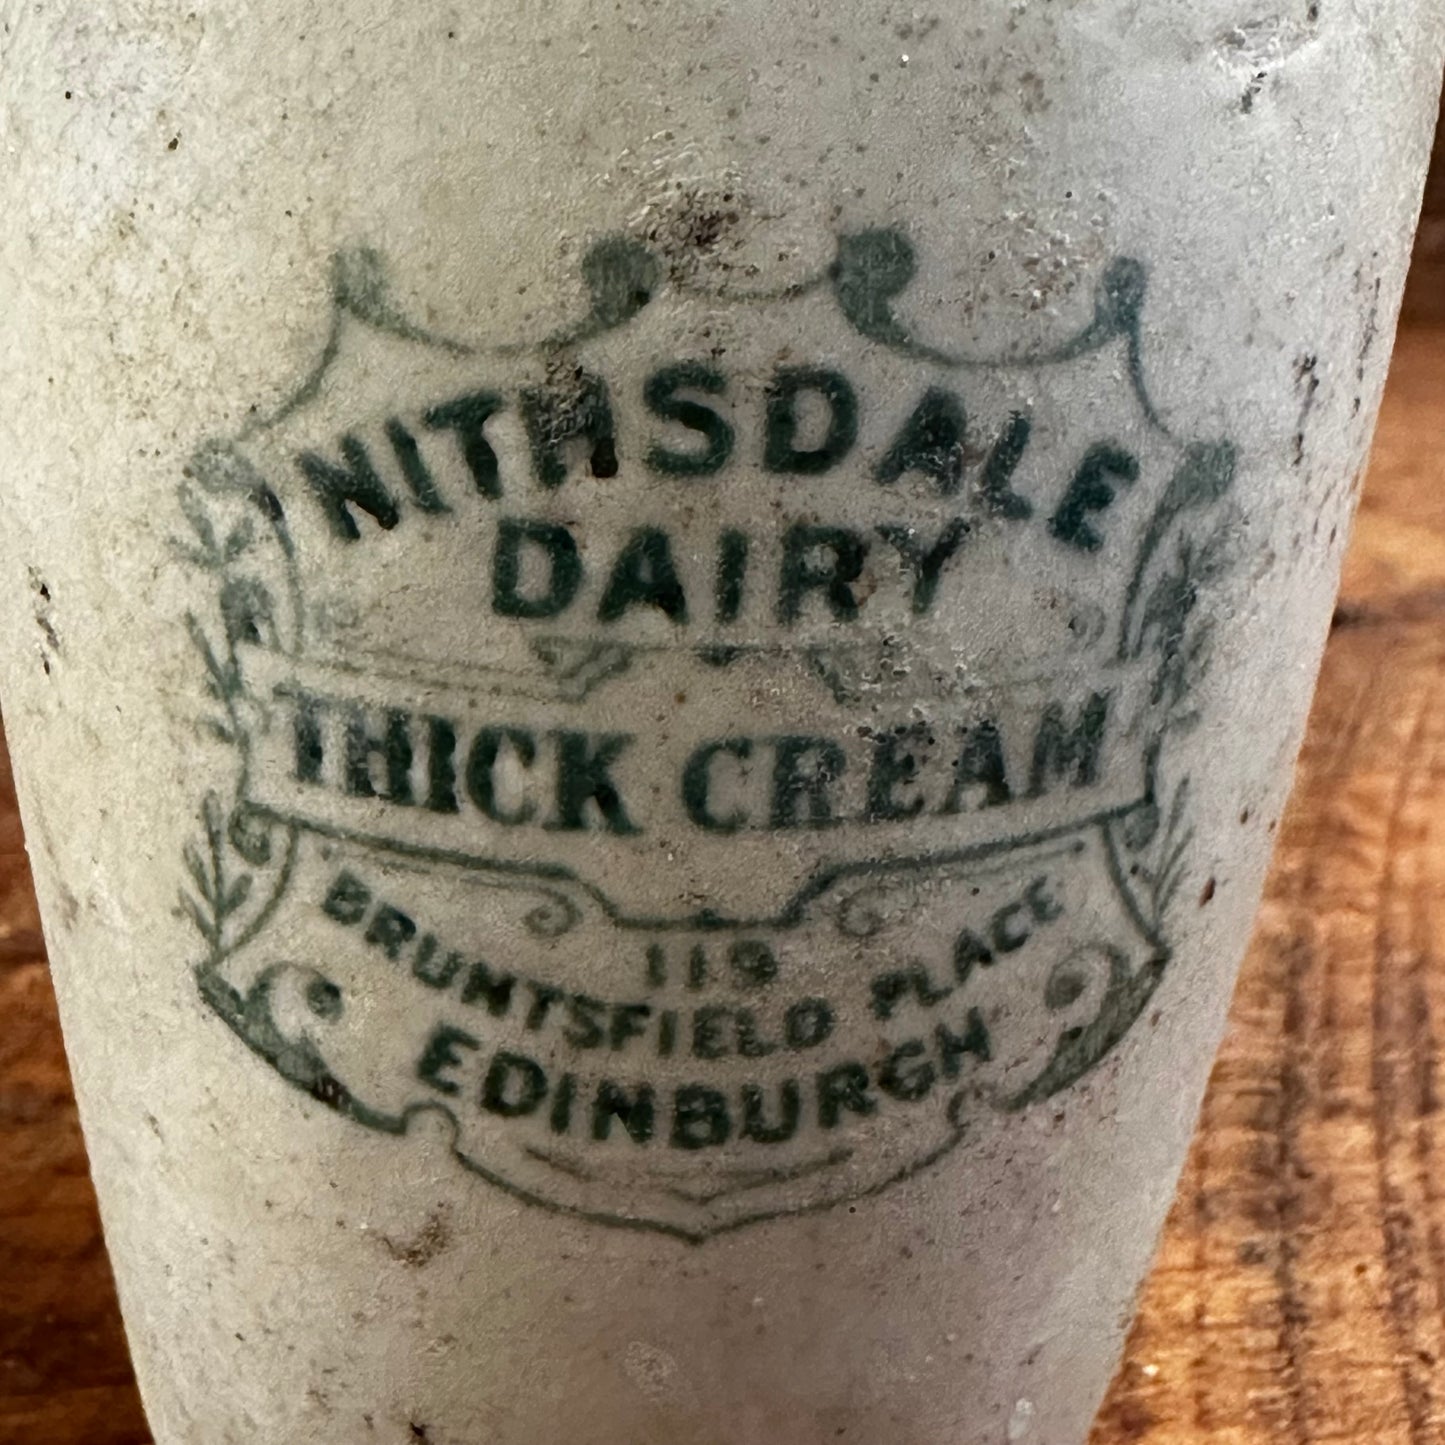 NITHSDALE
DAIRY
THICK CREAM
119
BRUNTSFIELD PLACE
EDINBURGH